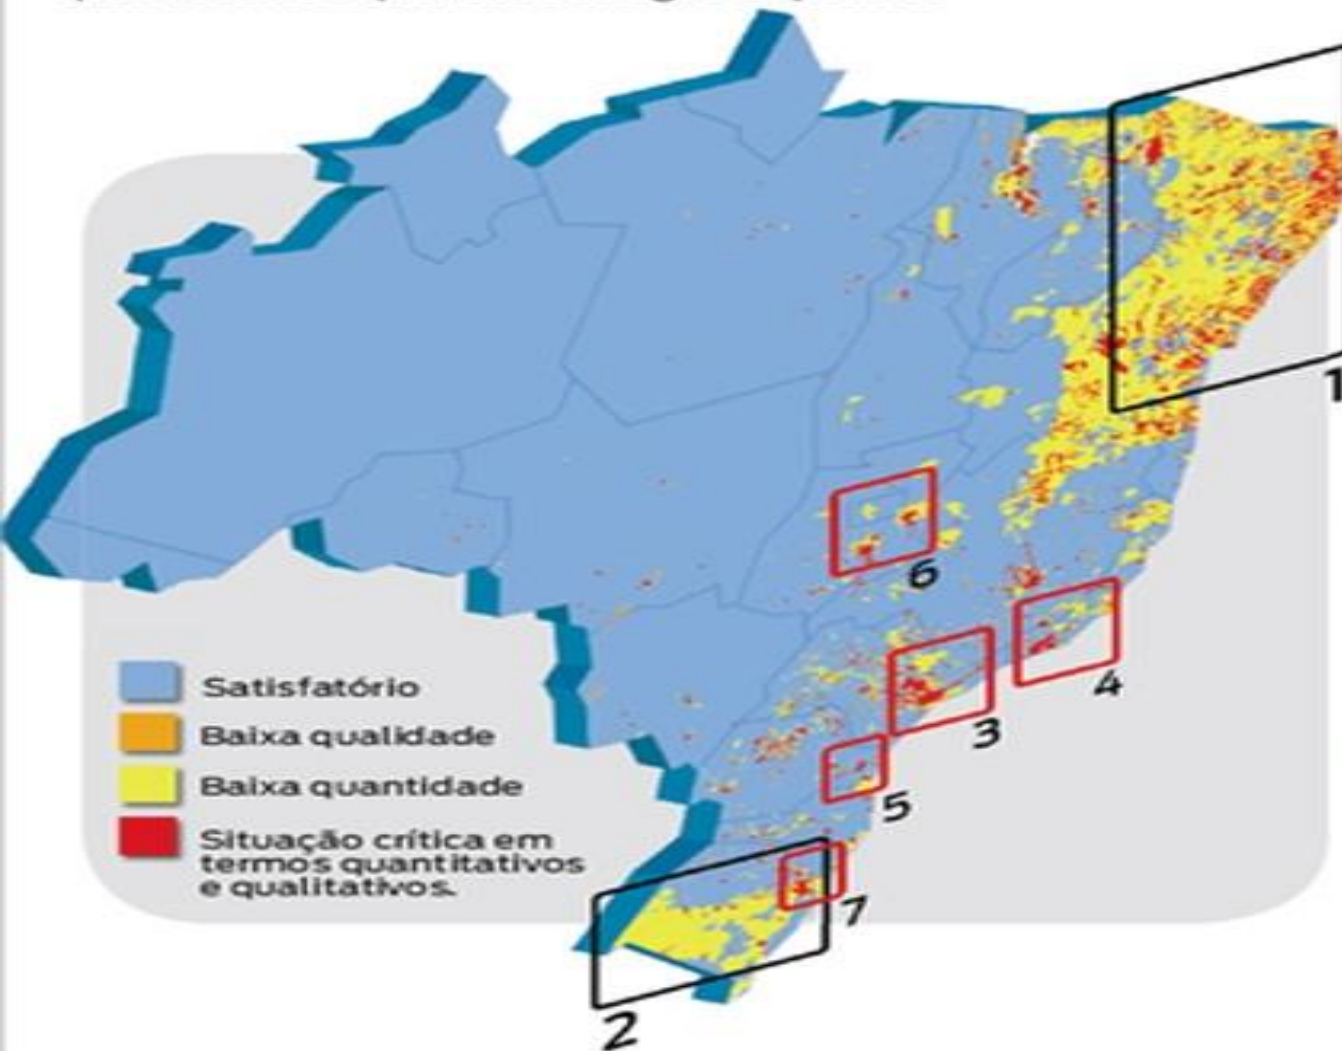 1
6
4
3
5
7
2
Satisfatório
Baixa qualidade
Baixa quantidade
Situação crítica em
termos quantitativos
e qualitativos.